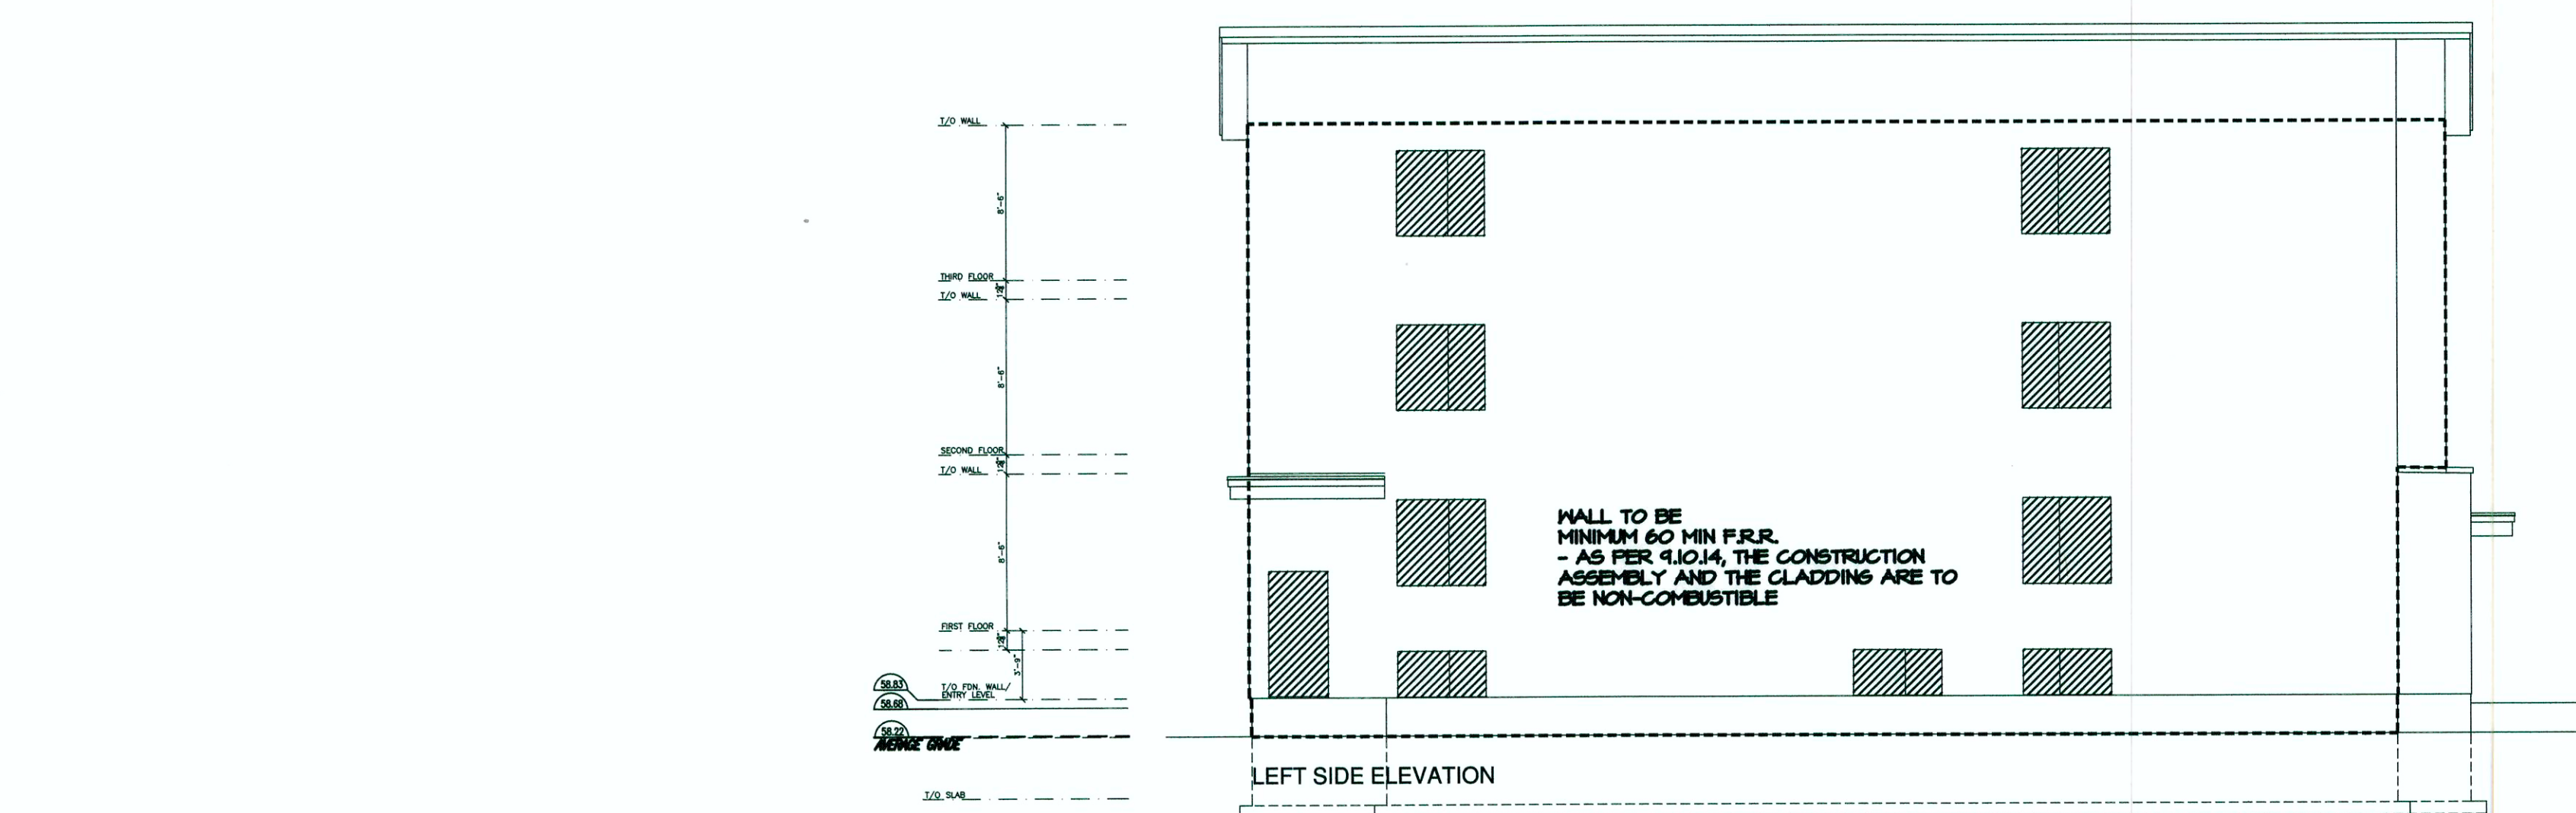 T/O WALL
8'-6"
THIRD FLOOR
T/O WALL
8'-6"
SECOND FLOOR
T/O WALL
8'-6"
FIRST FLOOR
3'-9"
58.83
T/O FDN. WALL/
ENTRY LEVEL
58.68
58.22
AVERAGE GRADE
T/O SLAB
WALL TO BE
MINIMUM 60 MIN F.R.R.
- AS PER 9.10.14, THE CONSTRUCTION
ASSEMBLY AND THE CLADDING ARE TO
BE NON-COMBUSTIBLE
LEFT SIDE ELEVATION